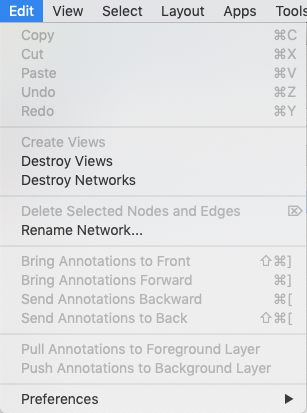 Edit View Select Layout Apps Tools
Copy ⌘C
Cut ⌘X
Paste ⌘V
Undo ⌘Z
Redo ⌘Y
Create Views
Destroy Views
Destroy Networks
Delete Selected Nodes and Edges ⌦
Rename Network...
Bring Annotations to Front ⇧⌘]
Bring Annotations Forward ⌘]
Send Annotations Backward ⌘[
Send Annotations to Back ⇧⌘[
Pull Annotations to Foreground Layer
Push Annotations to Background Layer
Preferences ▶